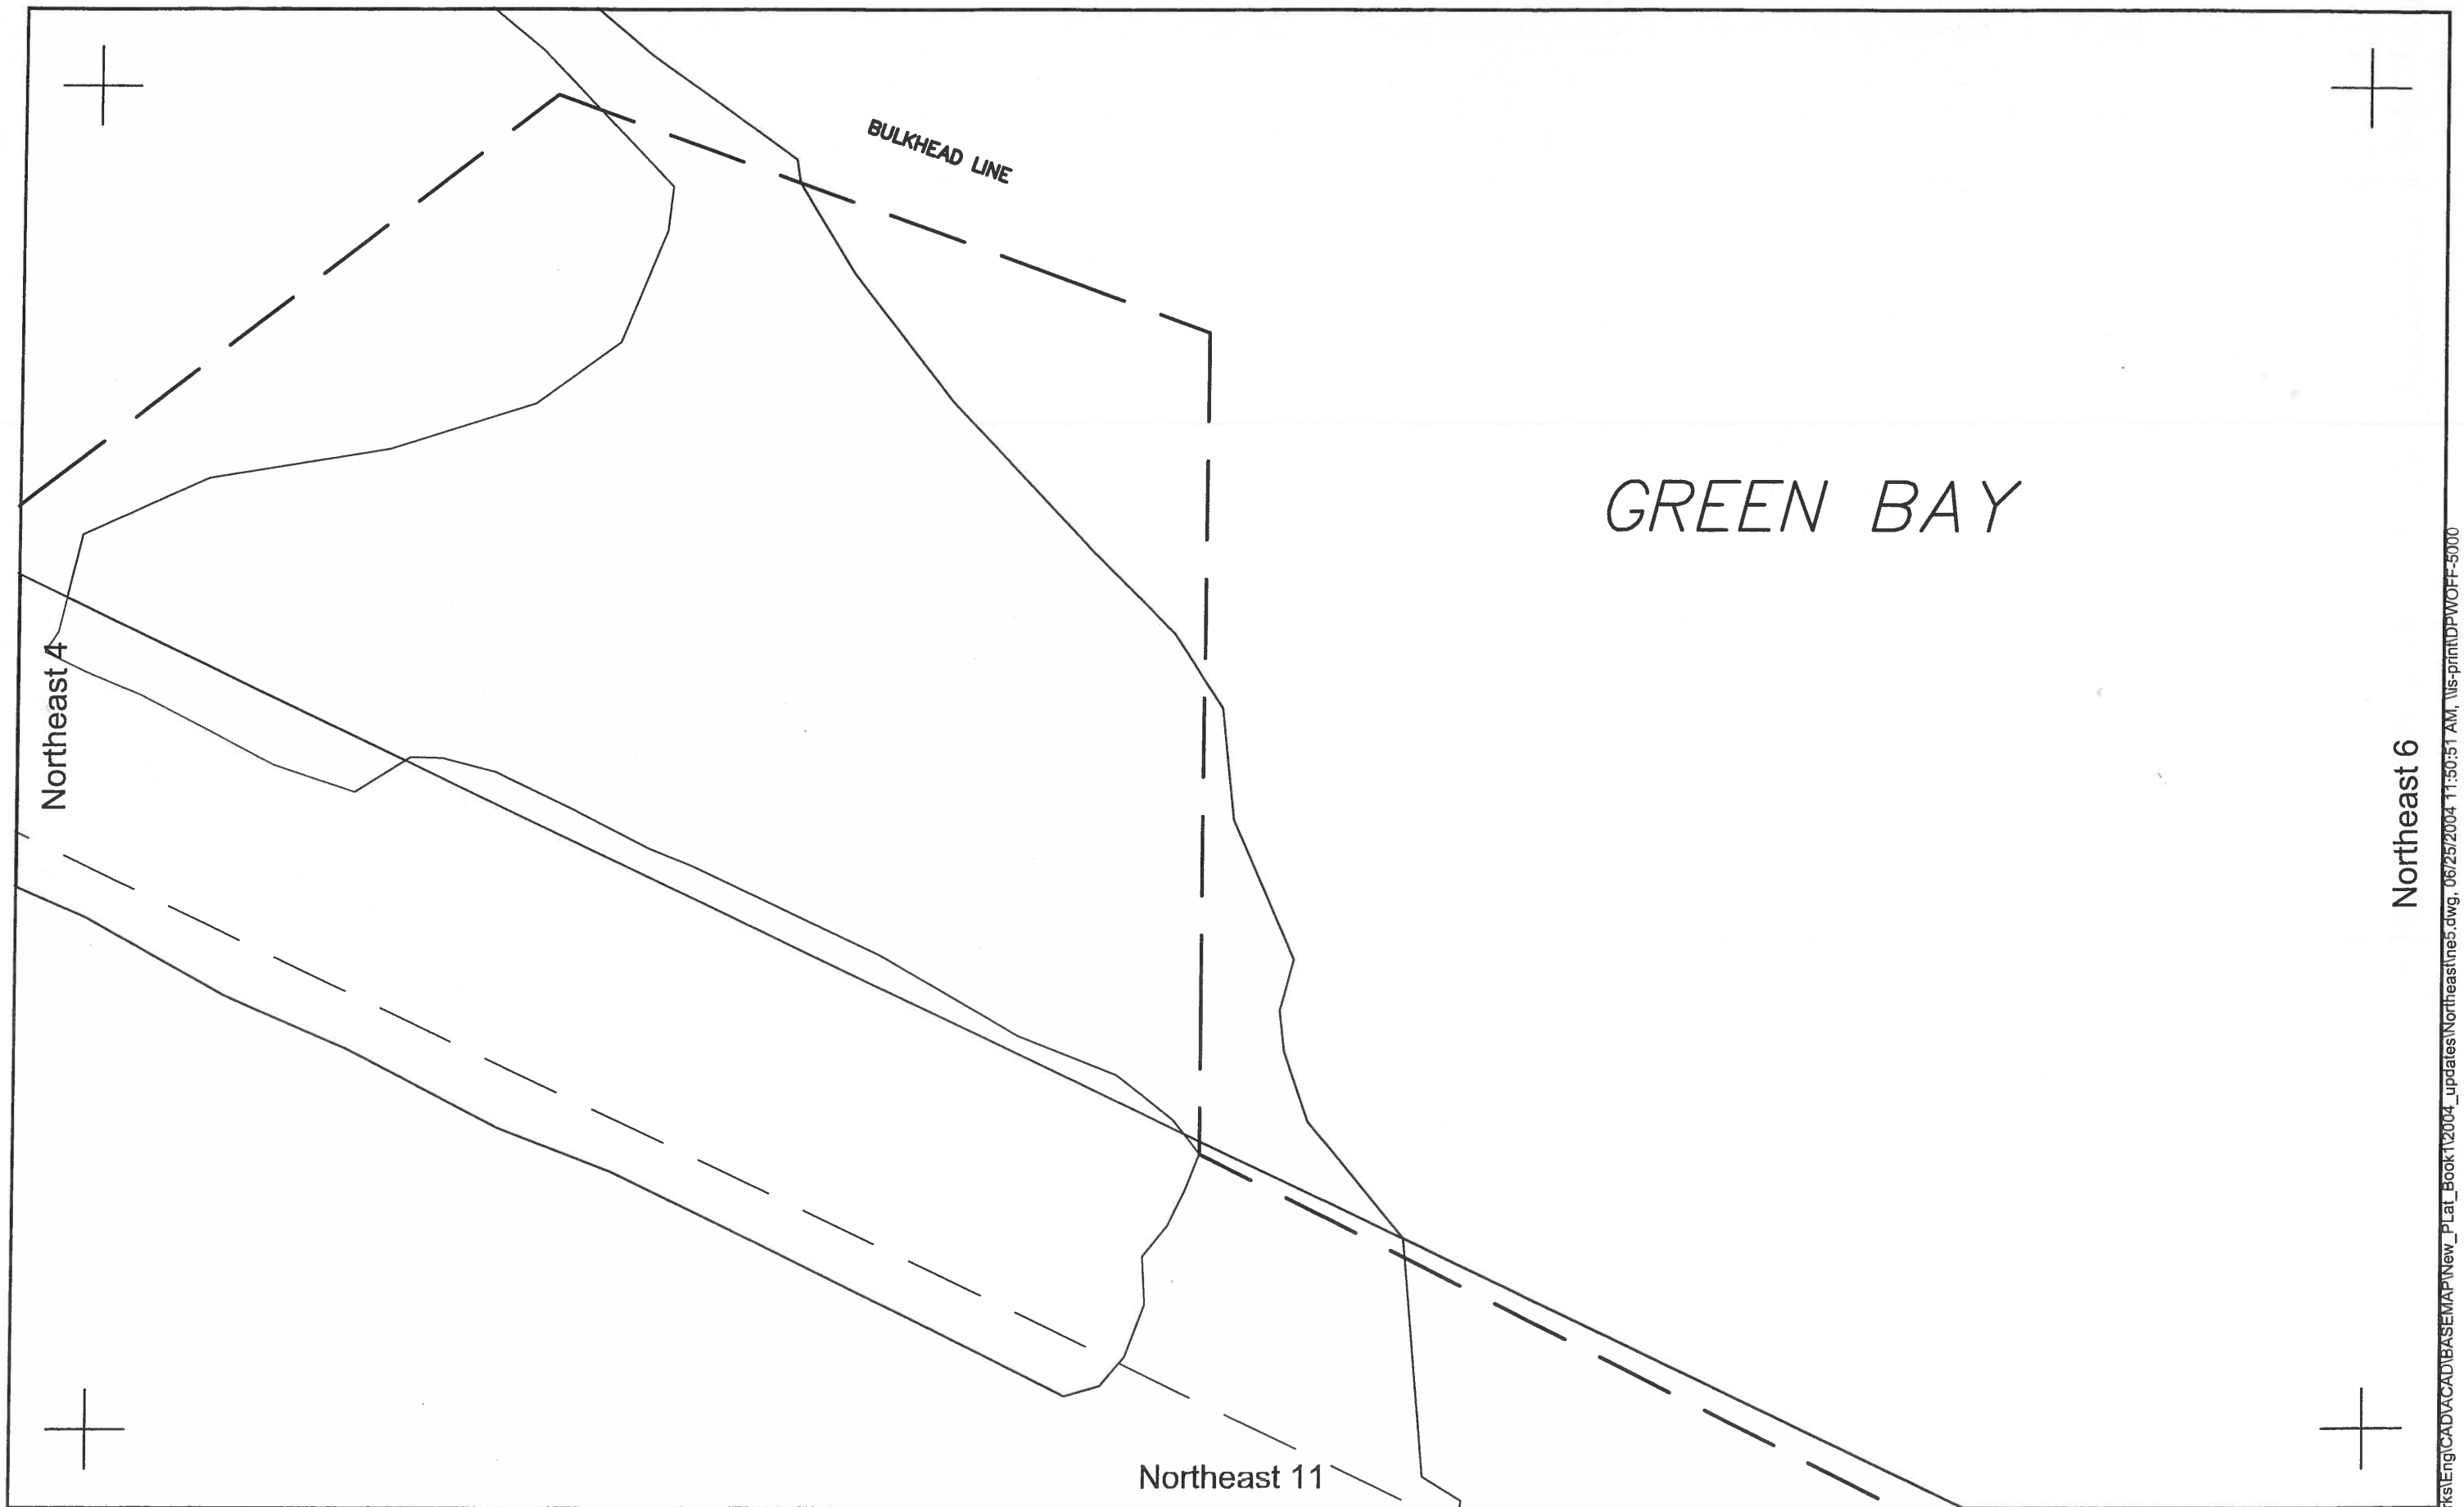 BULKHEAD LINE
GREEN BAY
Northeast 4
Northeast 6
rks\Eng\CAD\ACAD\BASEMAP\New_PLat_Book1\2004_updates\Northeast\ne5.dwg, 06/25/2004 11:50:51 AM, \\is-print\DPWOFF-5000
Northeast 11